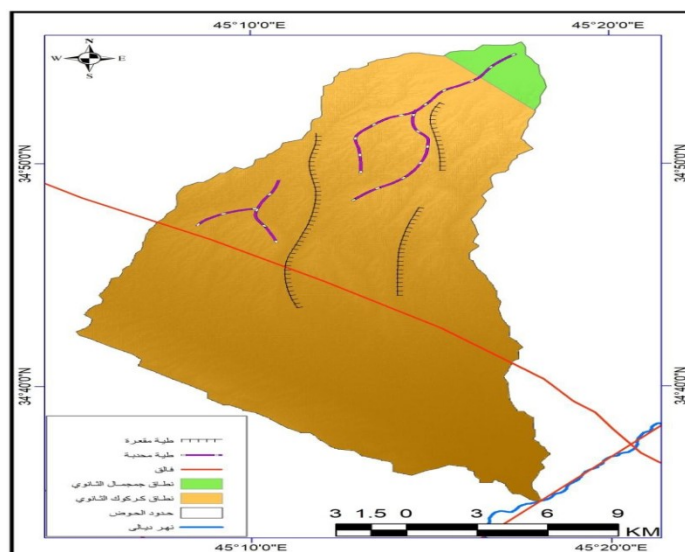 45°10'0"E 45°20'0"E
N
W E
S
34°50'0"N 34°50'0"N
34°40'0"N 34°40'0"N
طية مقعرة
طية محدبة
فالق
نطاق جمجمال الثانوي
نطاق كركوك الثانوي
حدود الحوض
نهر ديالى
3 1.5 0 3 6 9
KM
45°10'0"E 45°20'0"E